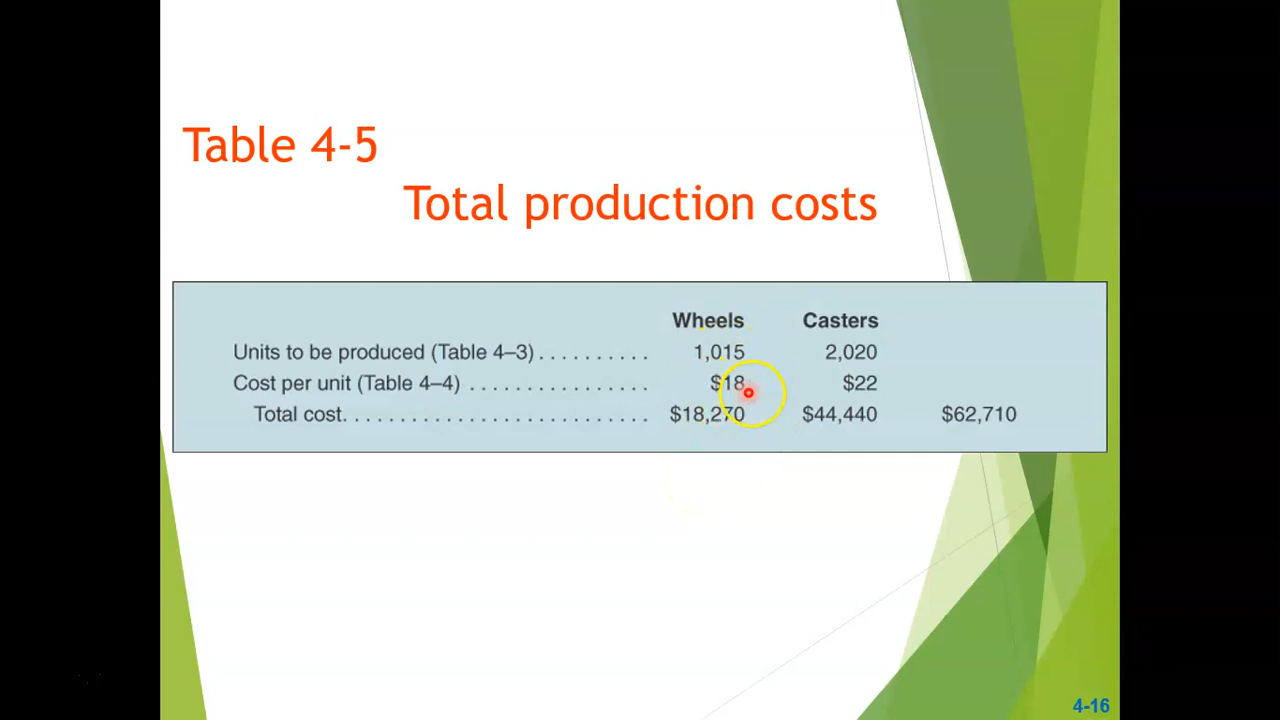 Table 4-5
Total production costs
Wheels Casters
Units to be produced (Table 4–3) . . . . . . . . . . 1,015 2,020
Cost per unit (Table 4–4) . . . . . . . . . . . . . . . . $18 $22
Total cost. . . . . . . . . . . . . . . . . . . . . . . . . . . $18,270 $44,440 $62,710
4-16